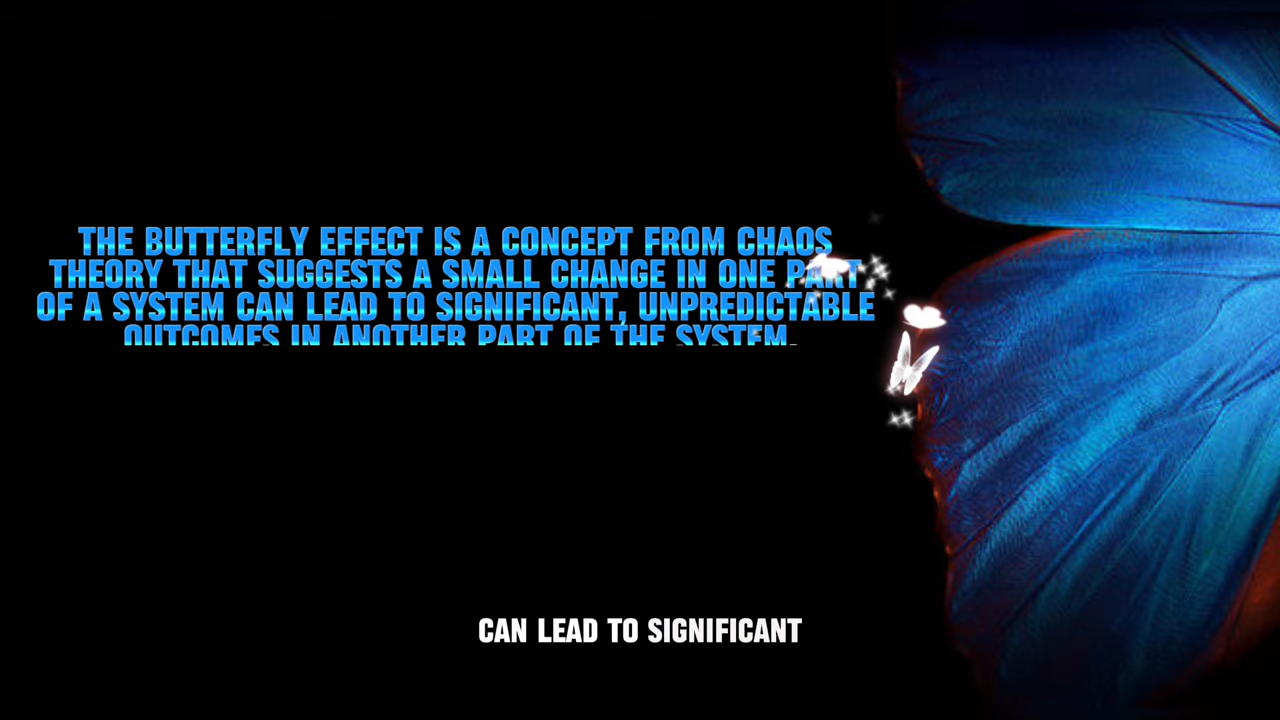 THE BUTTERFLY EFFECT IS A CONCEPT FROM CHAOS
THEORY THAT SUGGESTS A SMALL CHANGE IN ONE PART
OF A SYSTEM CAN LEAD TO SIGNIFICANT, UNPREDICTABLE
OUTCOMES IN ANOTHER PART OF THE SYSTEM.
CAN LEAD TO SIGNIFICANT